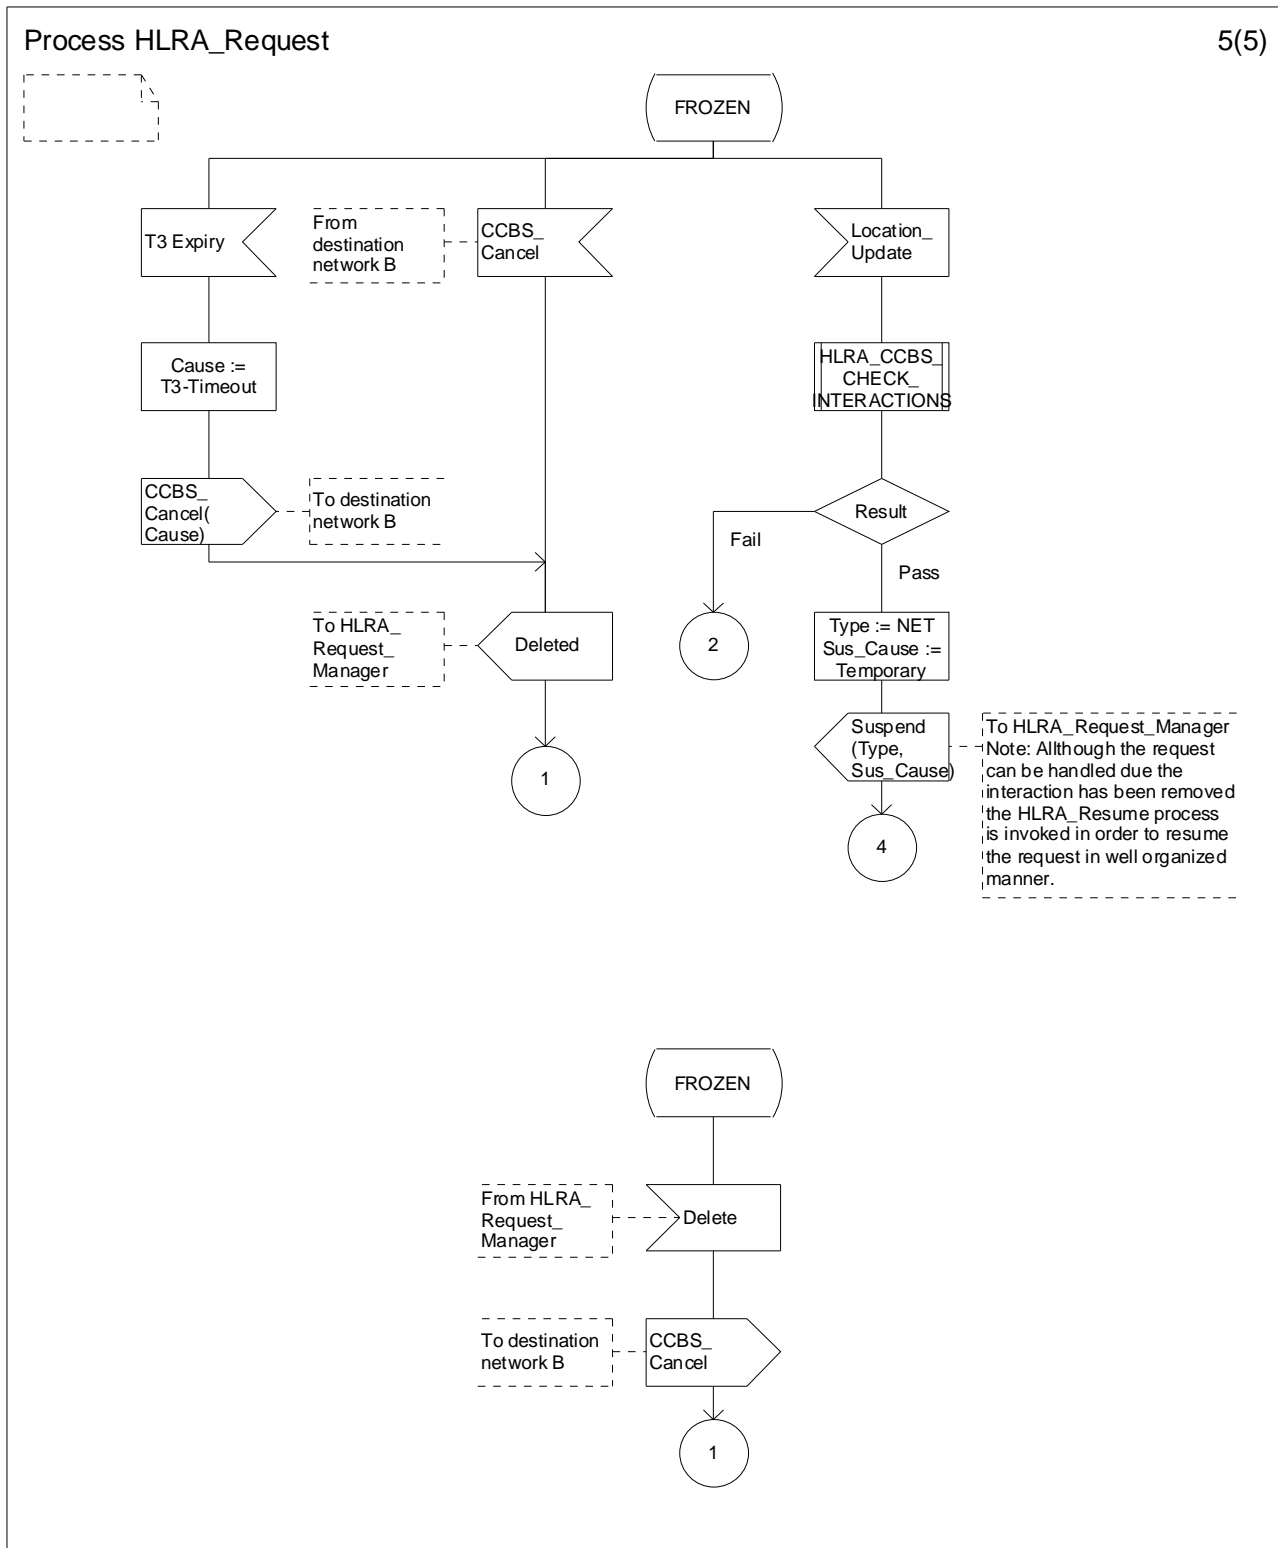 Process HLRA_Request
5(5)
FROZEN
T3 Expiry
From
destination
network B
CCBS_
Cancel
Location_
Update
Cause :=
T3-Timeout
HLRA_CCBS_
CHECK_
INTERACTIONS
CCBS_
Cancel(
Cause)
To destination
network B
Result
Fail
Pass
To HLRA_
Request_
Manager
Deleted
2
Type := NET
Sus_Cause :=
Temporary
Suspend
(Type,
Sus_Cause)
To HLRA_Request_Manager
Note: Allthough the request
can be handled due the
interaction has been removed
the HLRA_Resume process
is invoked in order to resume
the request in well organized
manner.
1
4
FROZEN
From HLRA_
Request_
Manager
Delete
To destination
network B
CCBS_
Cancel
1